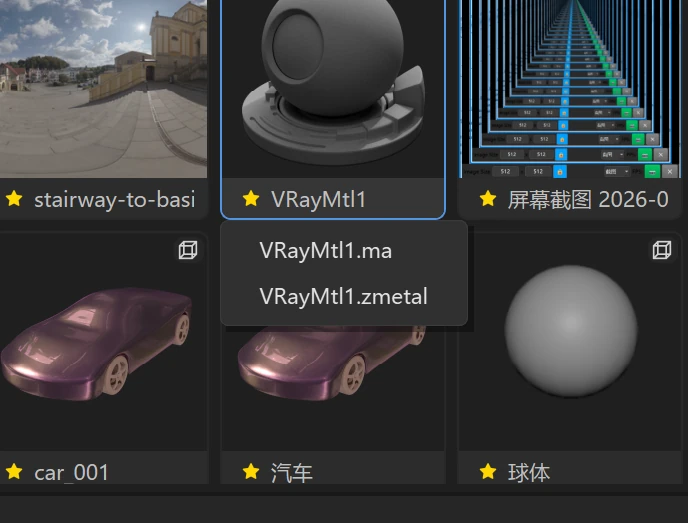 stairway-to-basi
VRayMtl1
屏幕截图 2026-0
VRayMtl1.ma
VRayMtl1.zmetal
car_001
汽车
球体